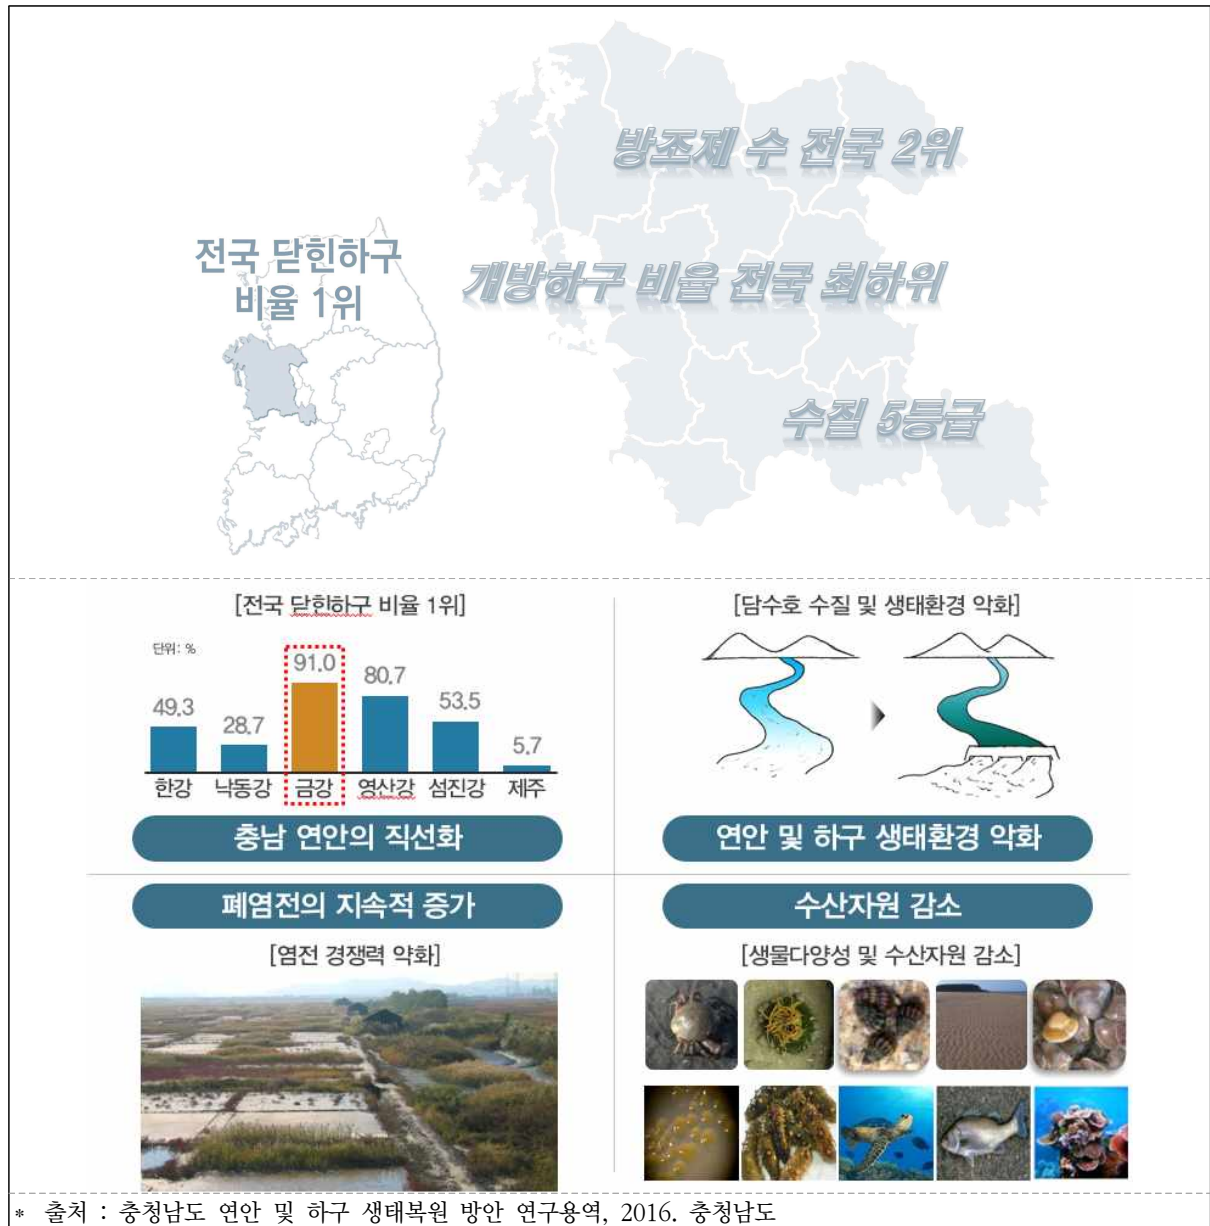 방조제 수 전국 2위
전국 닫힌하구
비율 1위
개방하구 비율 전국 최하위
수질 5등급
[전국 닫힌하구 비율 1위]
단위: %
49.3
28.7
91.0
80.7
53.5
5.7
한강 낙동강 금강 영산강 섬진강 제주
충남 연안의 직선화
[담수호 수질 및 생태환경 악화]
연안 및 하구 생태환경 악화
폐염전의 지속적 증가
[염전 경쟁력 약화]
수산자원 감소
[생물다양성 및 수산자원 감소]
* 출처 : 충청남도 연안 및 하구 생태복원 방안 연구용역, 2016. 충청남도